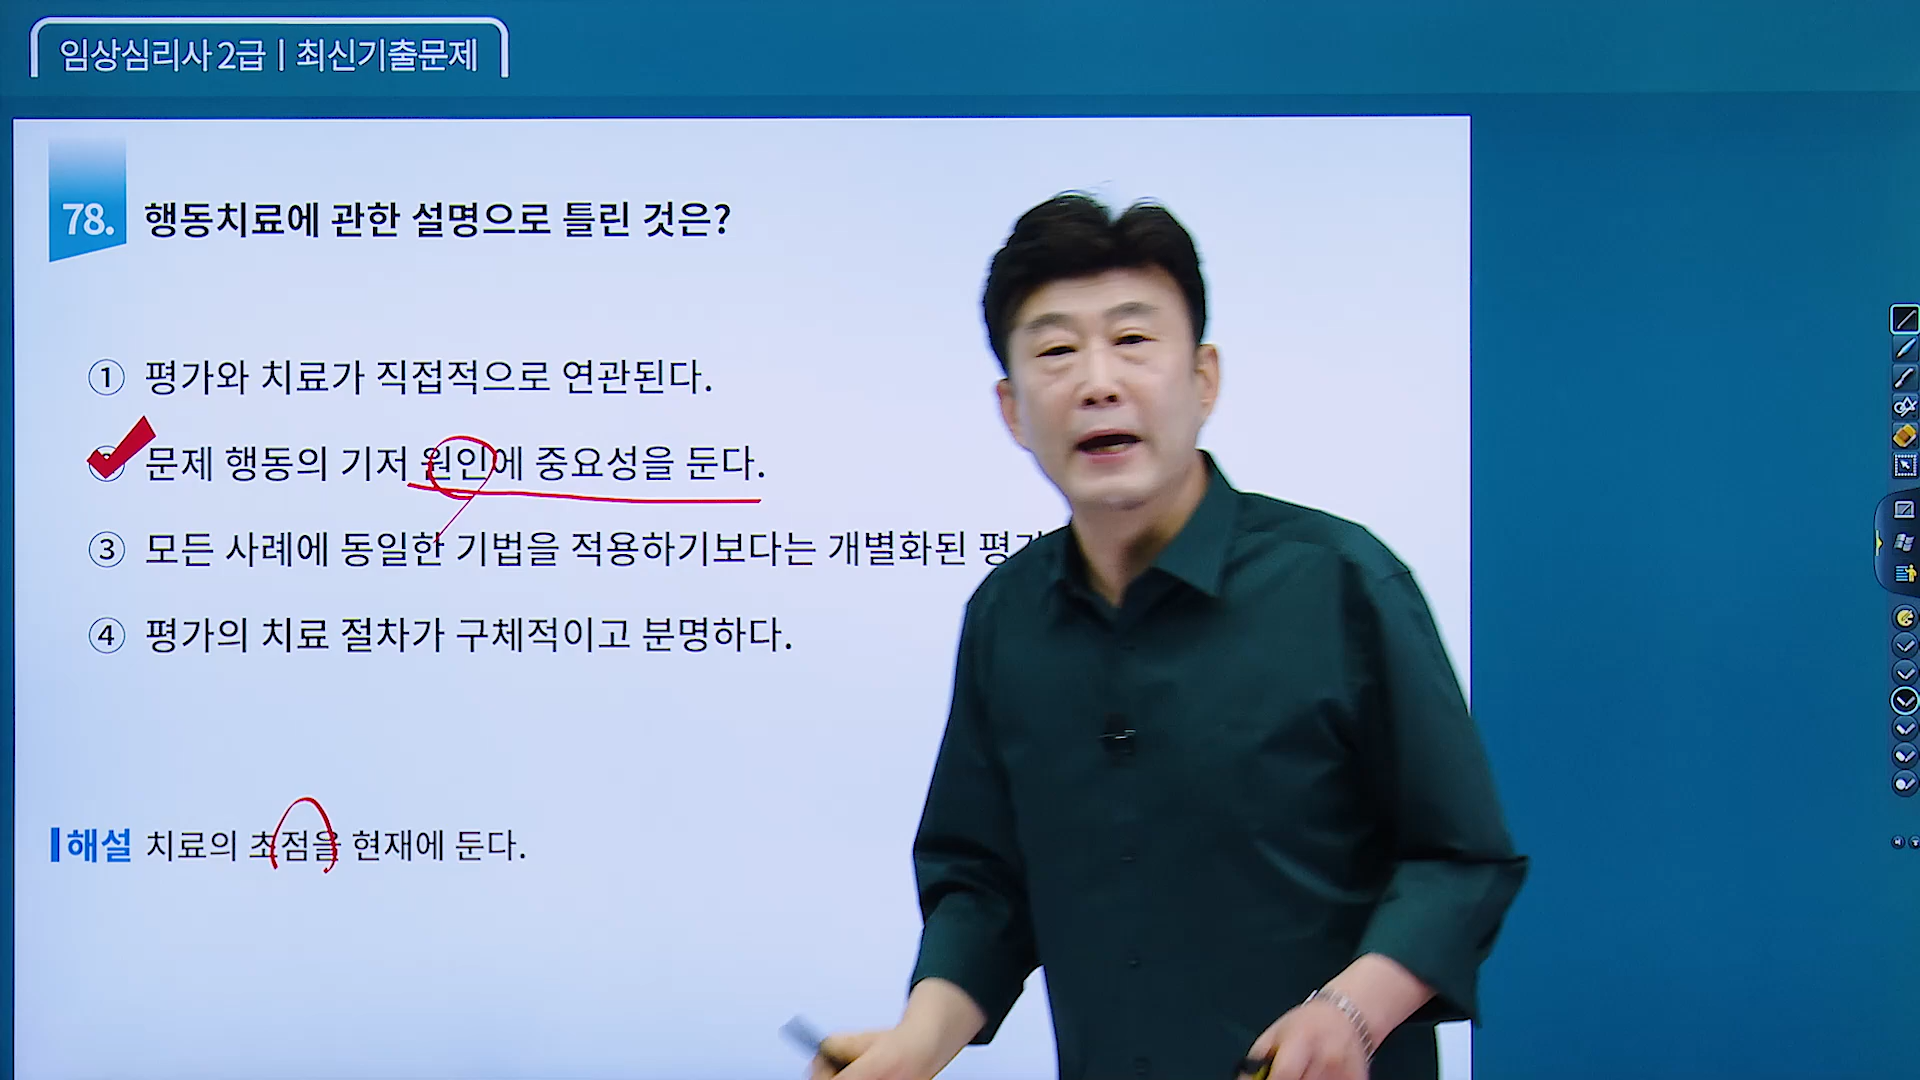 임상심리사 2급 | 최신기출문제
78. 행동치료에 관한 설명으로 틀린 것은?
① 평가와 치료가 직접적으로 연관된다.
② 문제 행동의 기저 원인에 중요성을 둔다.
③ 모든 사례에 동일한 기법을 적용하기보다는 개별화된
④ 평가의 치료 절차가 구체적이고 분명하다.
해설 치료의 초점을 현재에 둔다.